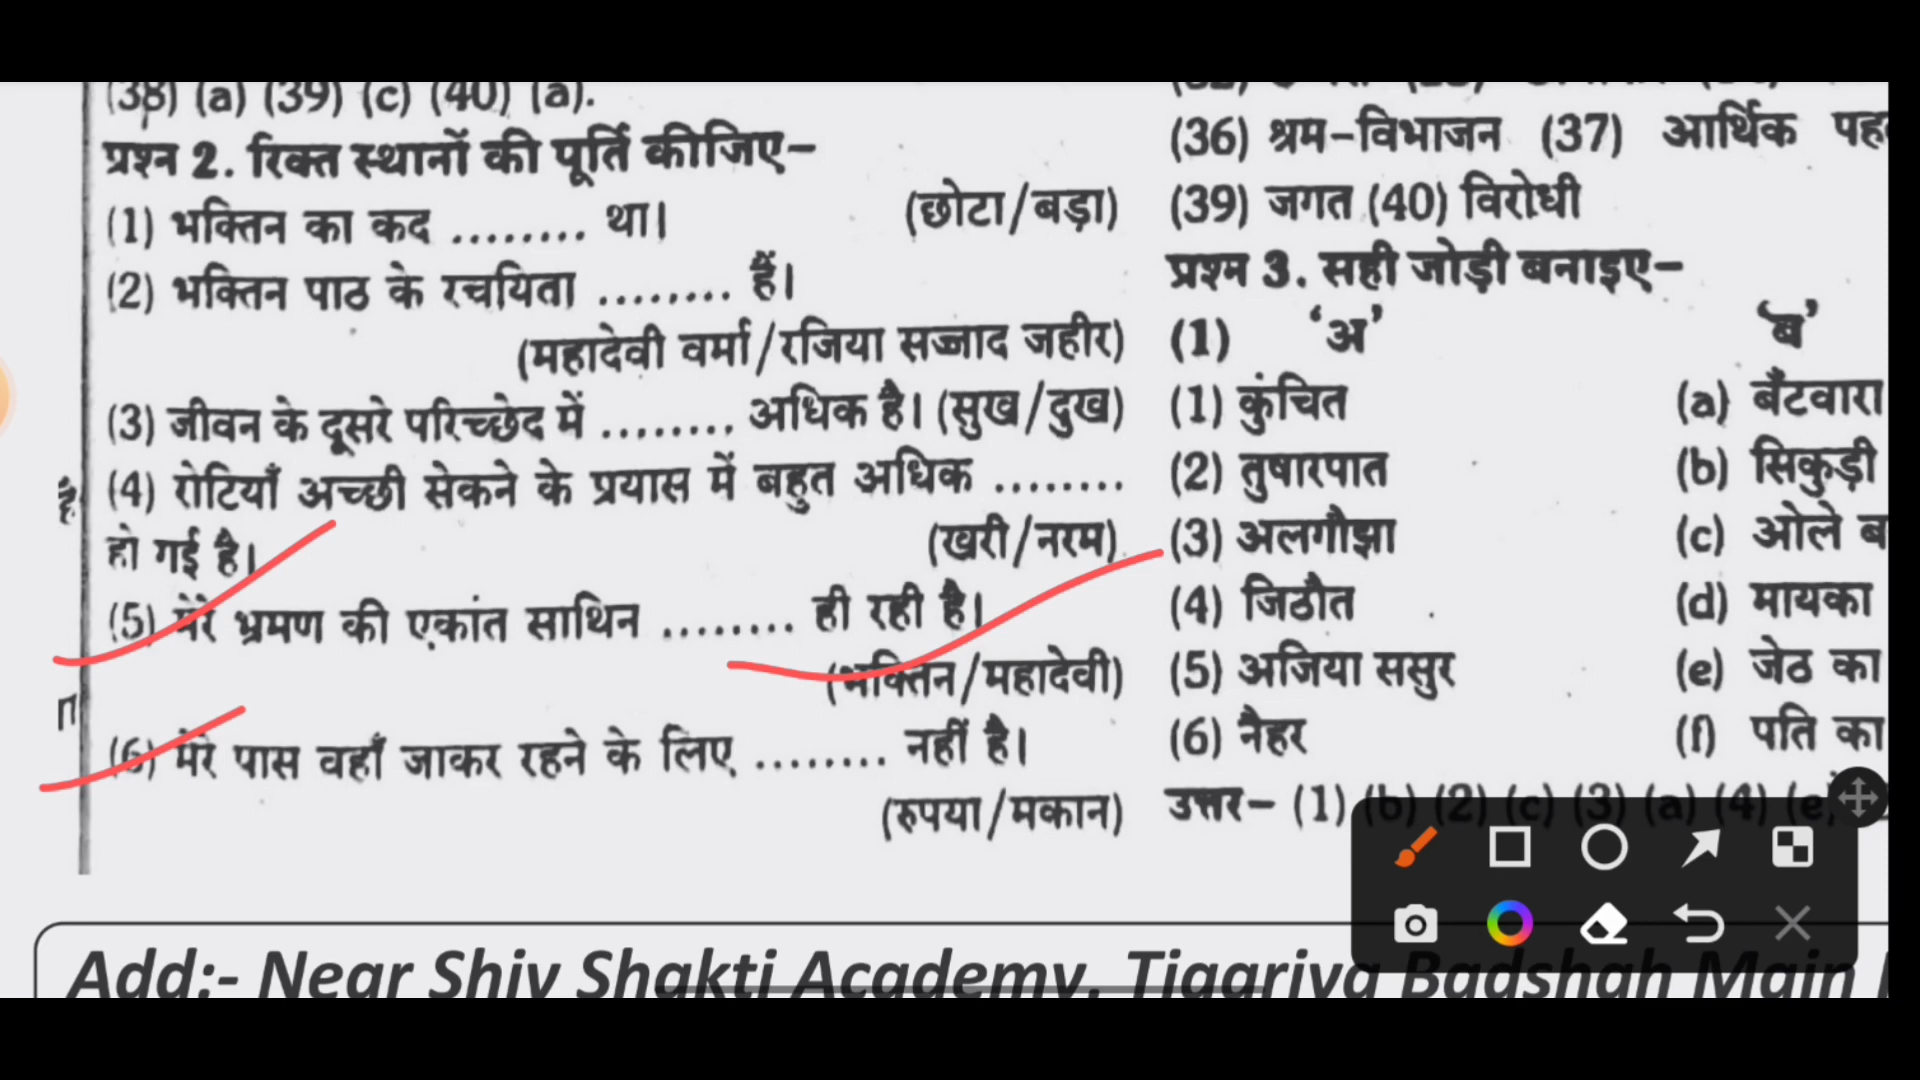 (38) (a) (39) (c) (40) (a).
प्रश्न 2. रिक्त स्थानों की पूर्ति कीजिए–
(1) भक्तिन का कद ........ था। (छोटा/बड़ा)
(2) भक्तिन पाठ के रचयिता ........ हैं।
(महादेवी वर्मा/रजिया सज्जाद जहीर)
(3) जीवन के दूसरे परिच्छेद में ........ अधिक है। (सुख/दुख)
(4) रोटियाँ अच्छी सेकने के प्रयास में बहुत अधिक ........
हो गई है। (खरी/नरम)
(5) मेरे भ्रमण की एकांत साथिन ........ ही रही है।
(भक्तिन/महादेवी)
(6) मेरे पास वहाँ जाकर रहने के लिए ........ नहीं है।
(रुपया/मकान)
(36) श्रम–विभाजन (37) आर्थिक
(39) जगत (40) विरोधी
प्रश्न 3. सही जोड़ी बनाइए–
(1) ‘अ’ ‘ब’
(1) कुंचित (a) बँटवारा
(2) तुषारपात (b) सिकुड़ी
(3) अलगौझा (c) ओले
(4) जिठौत (d) मायका
(5) अजिया ससुर (e) जेठ का
(6) नैहर (f) पति का
उत्तर– (1) (b) (2) (c) (3) (a) (4) (e)
Add:- Near Shiv Shakti Academy, Tigariya Badshah Main